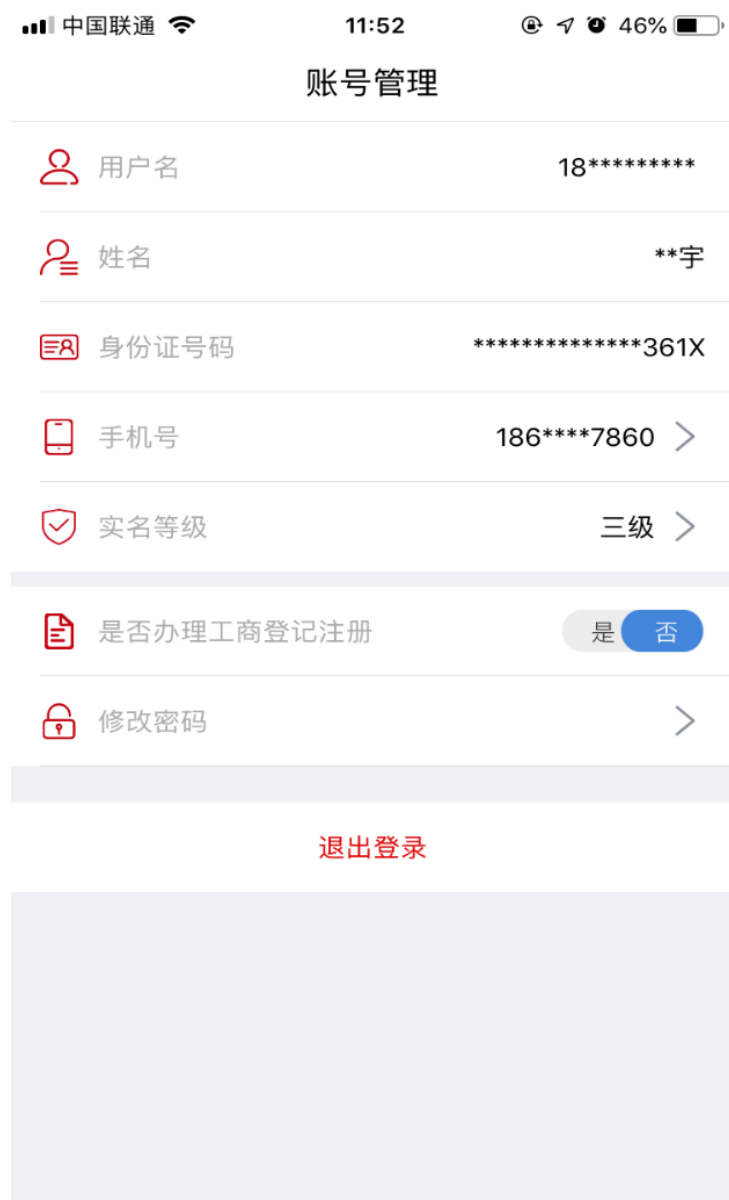 中国联通 11:52 46%
账号管理
用户名 18*********
姓名 **宇
身份证号码 **************361X
手机号 186****7860
实名等级 三级
是否办理工商登记注册 是 否
修改密码
退出登录